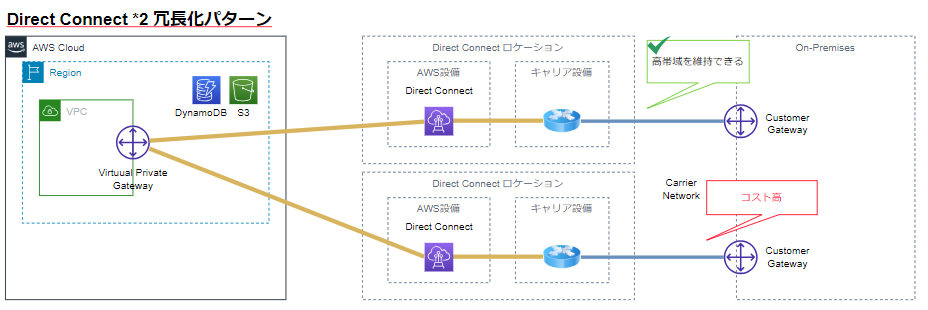 Direct Connect *2 冗長化パターン
aws
AWS Cloud
Region
VPC
DynamoDB
S3
Virtuual Private
Gateway
Direct Connect ロケーション
AWS設備
Direct Connect
キャリア設備
Direct Connect ロケーション
AWS設備
Direct Connect
キャリア設備
高帯域を維持できる
Carrier
Network
コスト高
On-Premises
Customer
Gateway
Customer
Gateway